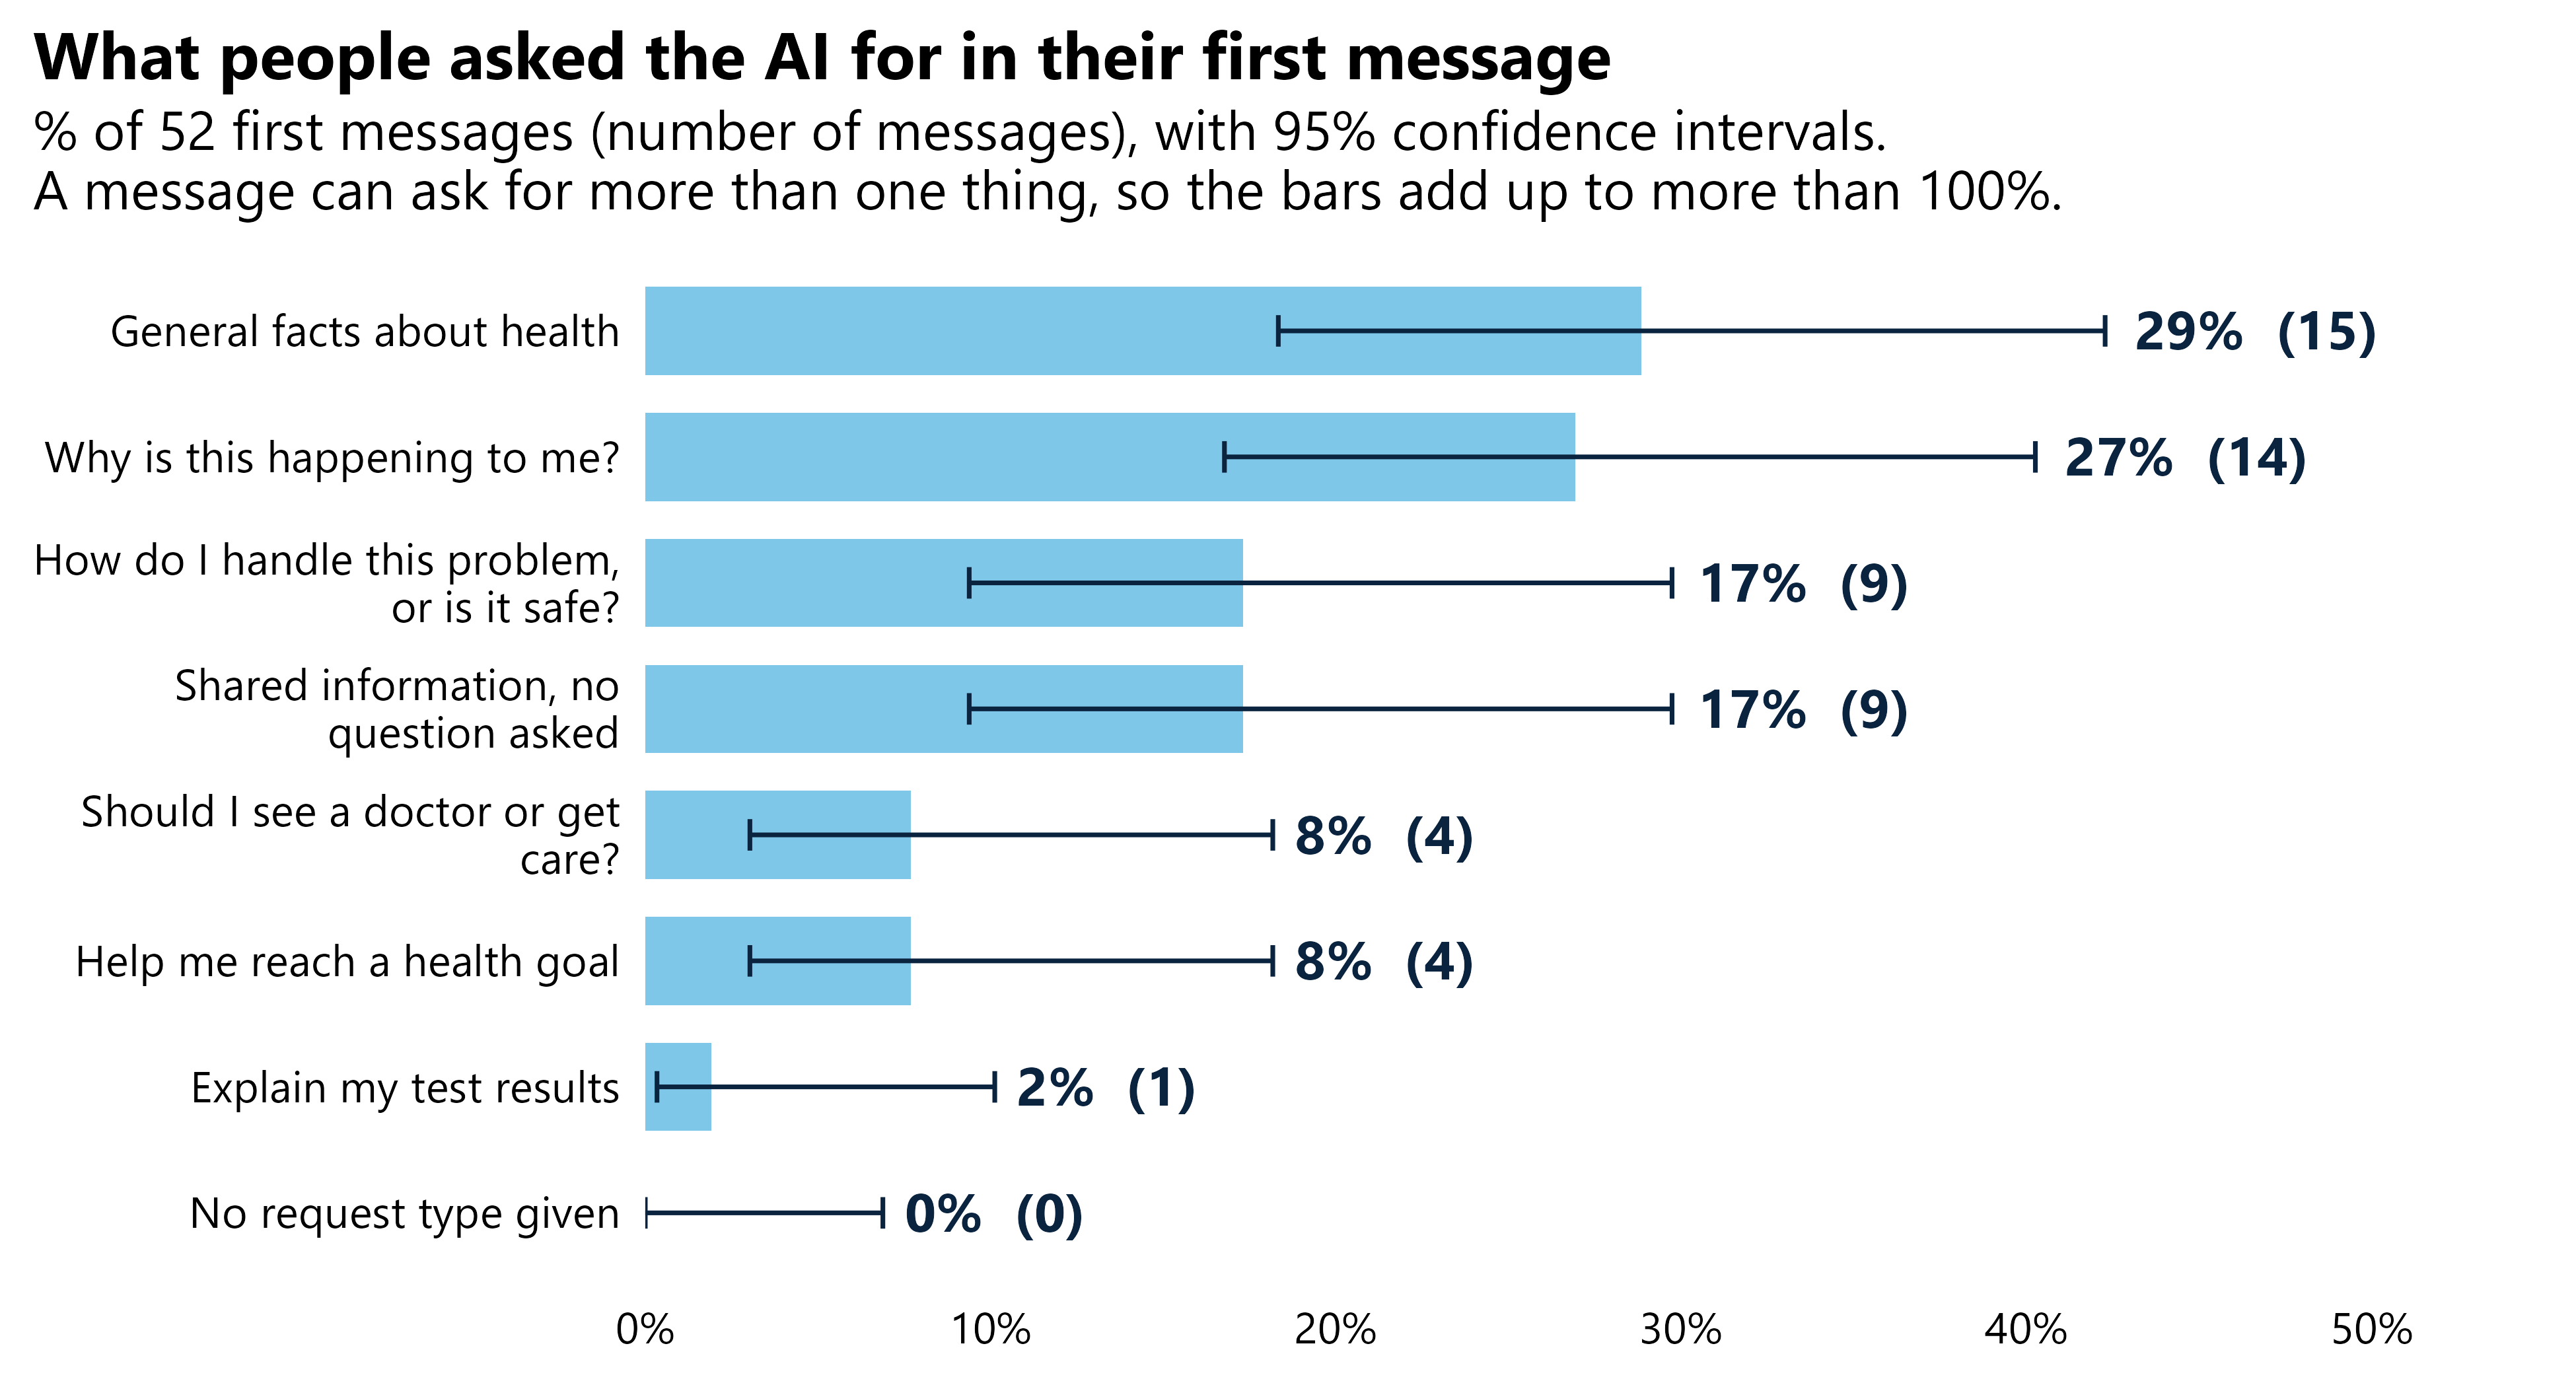 What people asked the AI for in their first message
% of 52 first messages (number of messages), with 95% confidence intervals.
A message can ask for more than one thing, so the bars add up to more than 100%.
General facts about health
29% (15)
Why is this happening to me?
27% (14)
How do I handle this problem,
or is it safe?
17% (9)
Shared information, no
question asked
17% (9)
Should I see a doctor or get
care?
8% (4)
Help me reach a health goal
8% (4)
Explain my test results
2% (1)
No request type given
0% (0)
0% 10% 20% 30% 40% 50%